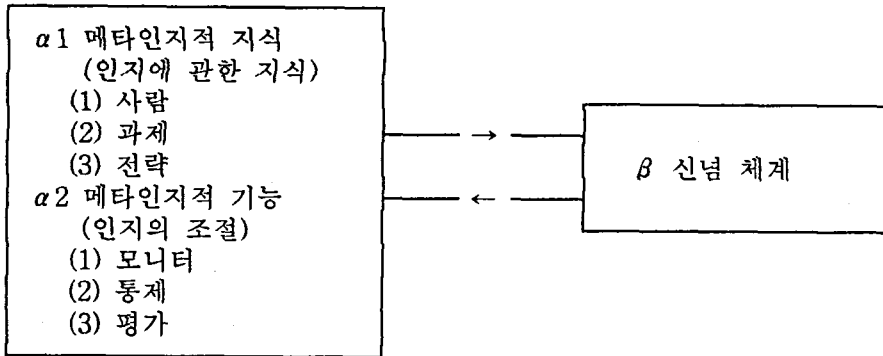 α1 메타인지적 지식
(인지에 관한 지식)
(1) 사람
(2) 과제
(3) 전략
α2 메타인지적 기능
(인지의 조절)
(1) 모니터
(2) 통제
(3) 평가
→
←
β 신념 체계